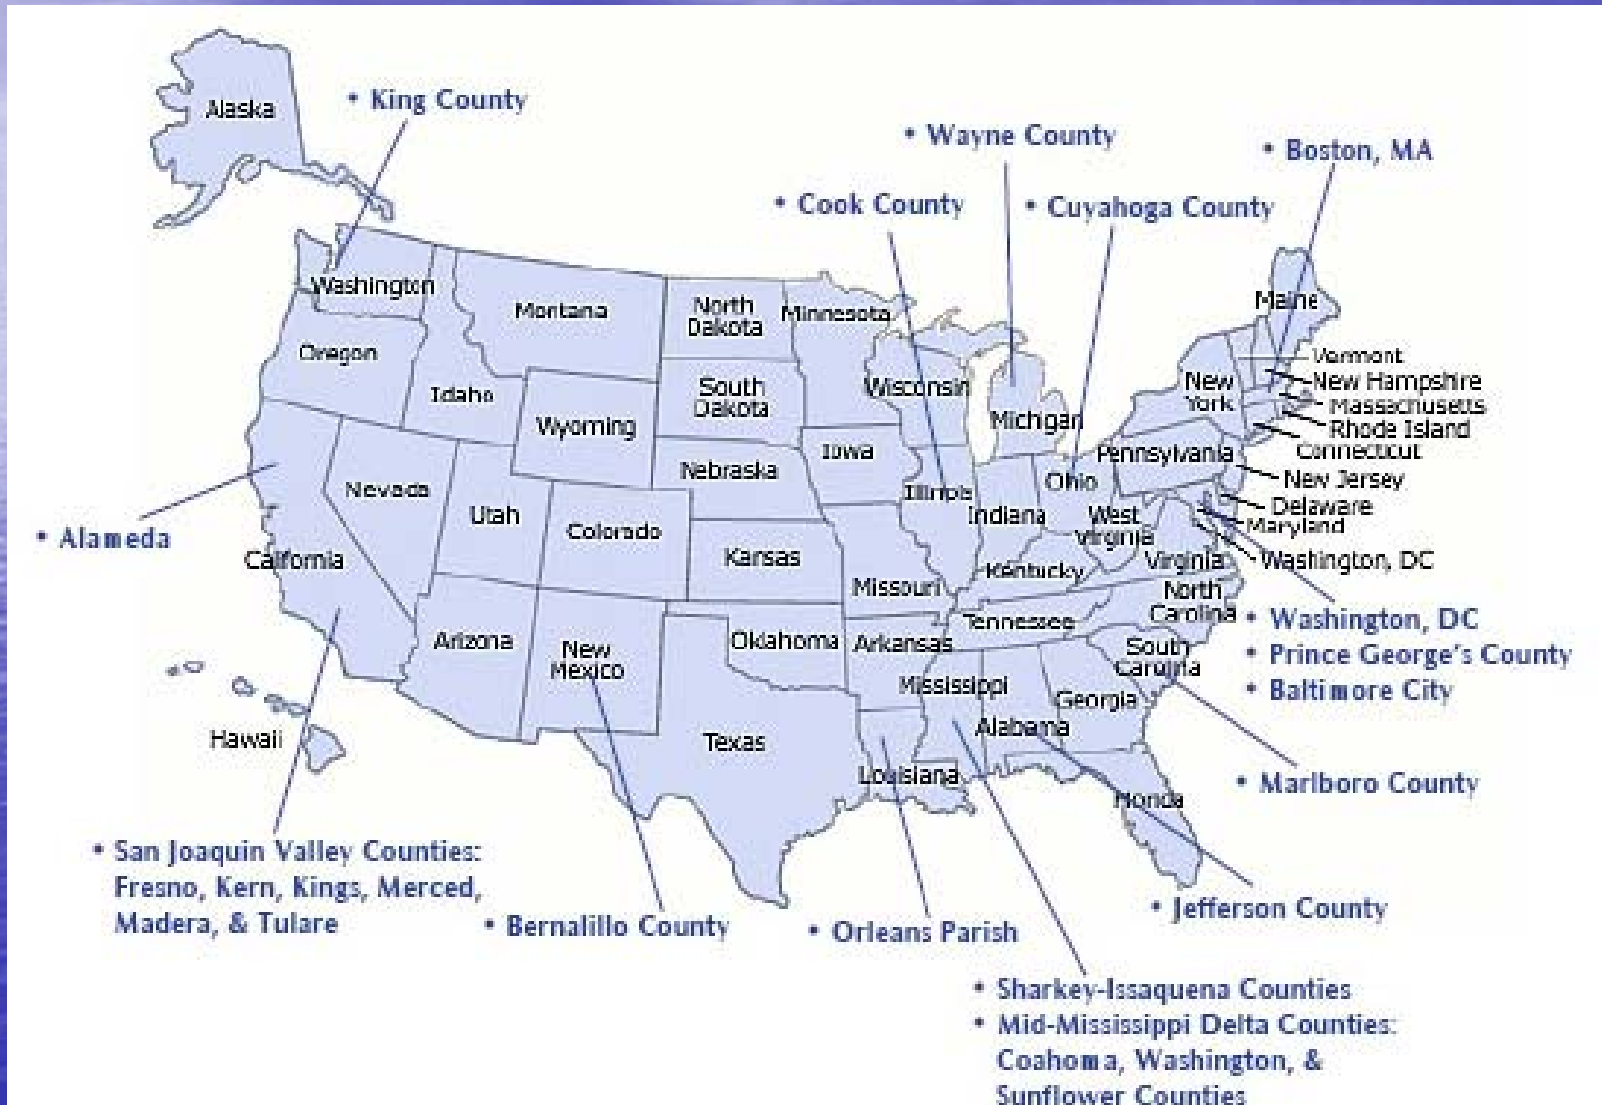 Alaska
• King County
• Wayne County
• Boston, MA
• Cook County
• Cuyahoga County
Washington
Montana
North
Dakota
Minnesota
Maine
Oregon
Idaho
South
Dakota
Wisconsin
Michigan
New
York
Vermont
New Hampshire
Massachusetts
Rhode Island
Connecticut
Wyoming
Iowa
Nebraska
Pennsylvania
Ohio
New Jersey
Nevada
Utah
Illinois
Indiana
West
Virginia
Delaware
Maryland
Colorado
Kansas
• Alameda
California
Kentucky
Virginia
Washington, DC
Missouri
North
Carolina
Arizona
New
Mexico
Oklahoma
Arkansas
Tennessee
South
Carolina
• Washington, DC
• Prince George's County
• Baltimore City
Mississippi
Georgia
Alabama
Hawaii
Texas
Louisiana
Florida
• Marlboro County
• San Joaquin Valley Counties:
Fresno, Kern, Kings, Merced,
Madera, & Tulare
• Bernalillo County
• Orleans Parish
• Jefferson County
• Sharkey-Issaquena Counties
• Mid-Mississippi Delta Counties:
Coahoma, Washington, &
Sunflower Counties